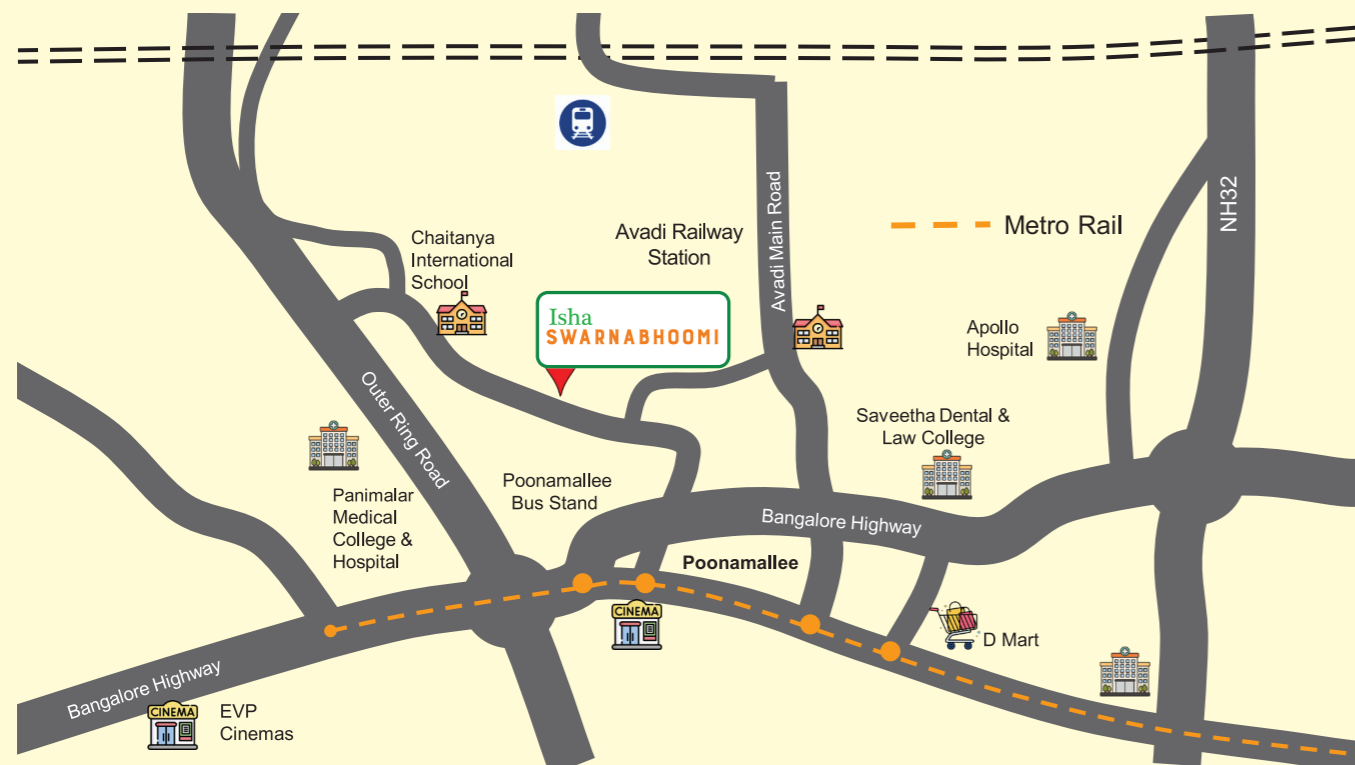 Chaitanya
International
School
Avadi Railway
Station
Avadi Main Road
Metro Rail
NH32
Isha
SWARNABHOOMI
Apollo
Hospital
Outer Ring Road
Saveetha Dental &
Law College
Poonamallee
Bus Stand
Panimalar
Medical
College &
Hospital
Bangalore Highway
Poonamallee
CINEMA
D Mart
Bangalore Highway
CINEMA
EVP
Cinemas